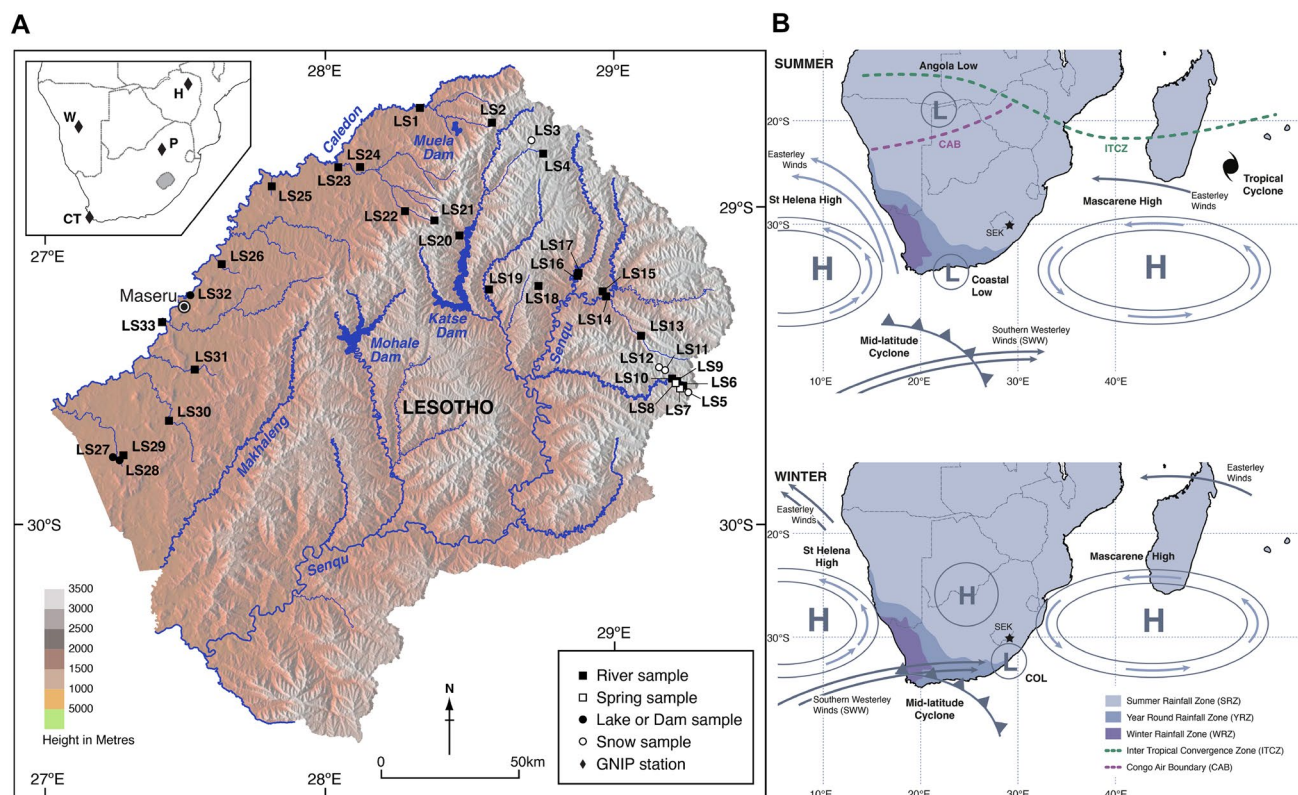 A
28°E
29°E
27°E
29°S
30°S
30°S
27°E
28°E
29°E
H
W
P
CT
Caledon
LS1
LS2
LS3
LS4
Muela
Dam
LS24
LS23
LS25
LS22
LS21
LS20
LS26
Maseru
LS32
LS33
LS31
LS30
LS27
LS29
LS28
LS17
LS16
LS15
LS19
LS18
LS14
LS13
Katse
Dam
Mohale
Dam
Senqu
LS12
LS11
LS9
LS10
LS6
LS8
LS7
LS5
LESOTHO
Makhaleng
Senqu
3500
3000
2500
2000
1500
1000
5000
Height in Metres
N
0
50km
River sample
Spring sample
Lake or Dam sample
Snow sample
GNIP station
B
SUMMER
Angola Low
L
20°S
CAB
ITCZ
Easterley
Winds
St Helena High
Mascarene High
Easterley
Winds
Tropical
Cyclone
30°S
SEK
H
L
Coastal
Low
H
Mid-latitude
Cyclone
Southern Westerley
Winds (SWW)
10°E
20°E
30°E
40°E
WINTER
Easterley
Winds
Easterley
Winds
20°S
St Helena
High
Mascarene High
H
H
H
30°S
SEK
L
COL
Southern Westerley
Winds (SWW)
Mid-latitude
Cyclone
Summer Rainfall Zone (SRZ)
Year Round Rainfall Zone (YRZ)
Winter Rainfall Zone (WRZ)
Inter Tropical Convergence Zone (ITCZ)
Congo Air Boundary (CAB)
10°E
20°E
30°E
40°E